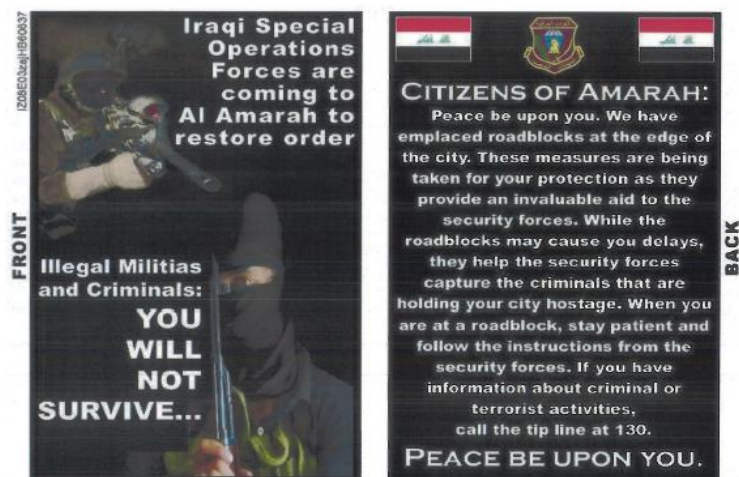 IZ08E03zajHB60637
FRONT
Iraqi Special
Operations
Forces are
coming to
Al Amarah to
restore order
Illegal Militias
and Criminals:
YOU
WILL
NOT
SURVIVE...
CITIZENS OF AMARAH:
Peace be upon you. We have
emplaced roadblocks at the edge of
the city. These measures are being
taken for your protection as they
provide an invaluable aid to the
security forces. While the
roadblocks may cause you delays,
they help the security forces
capture the criminals that are
holding your city hostage. When you
are at a roadblock, stay patient and
follow the instructions from the
security forces. If you have
information about criminal or
terrorist activities,
call the tip line at 130.
PEACE BE UPON YOU.
BACK